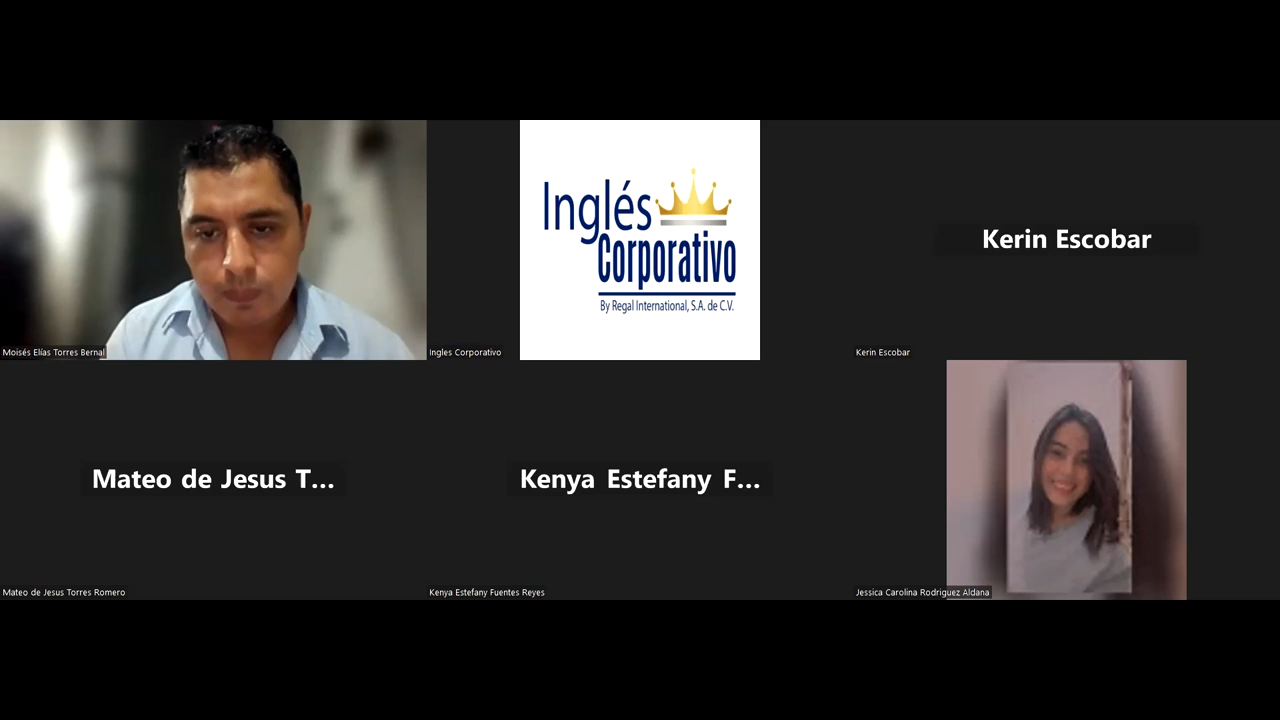 Inglés
Corporativo
By Regal International, S.A. de C.V.
Kerin Escobar
Moisés Elías Torres Bernal
Ingles Corporativo
Kerin Escobar
Mateo de Jesus T...
Kenya Estefany F...
Mateo de Jesus Torres Romero
Kenya Estefany Fuentes Reyes
Jessica Carolina Rodriguez Aldana